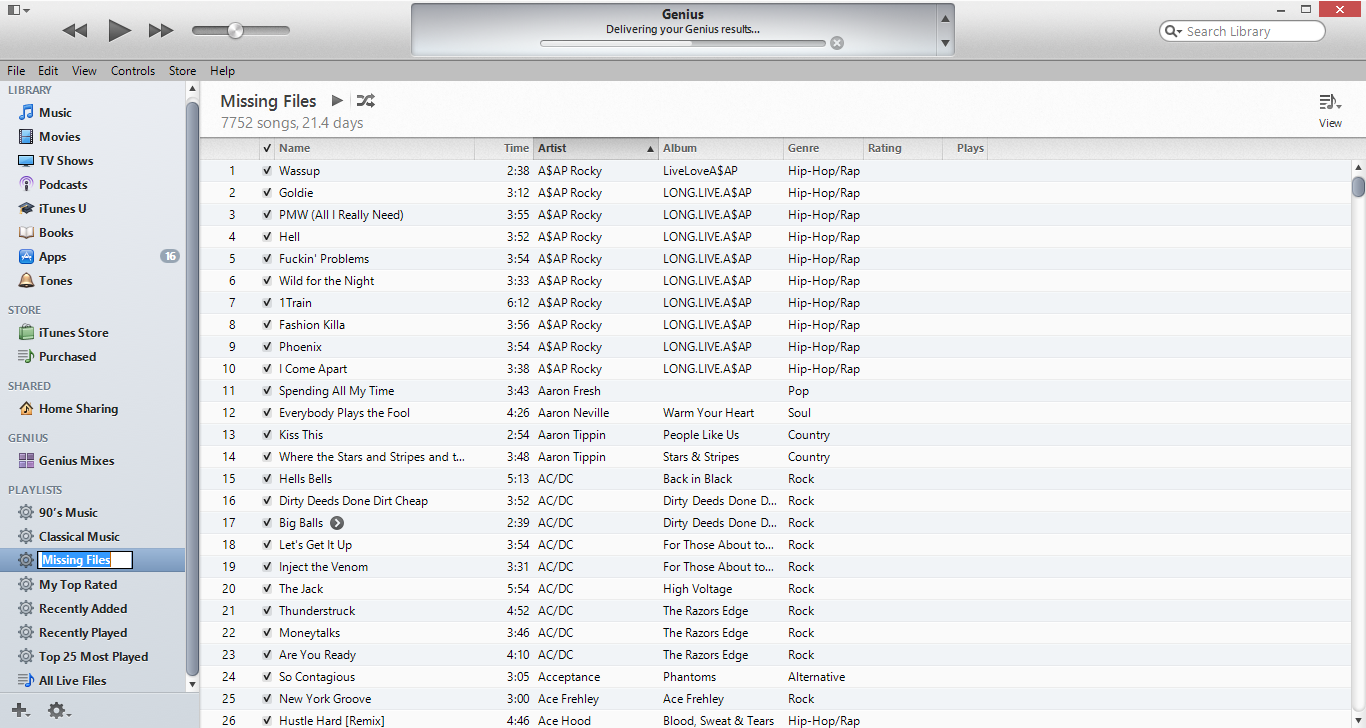 Genius
Delivering your Genius results...
Search Library
File Edit View Controls Store Help
LIBRARY
Music
Movies
TV Shows
Podcasts
iTunes U
Books
Apps 16
Tones
STORE
iTunes Store
Purchased
SHARED
Home Sharing
GENIUS
Genius Mixes
PLAYLISTS
90's Music
Classical Music
Missing Files
My Top Rated
Recently Added
Recently Played
Top 25 Most Played
All Live Files
Missing Files
7752 songs, 21.4 days
View
Name Time Artist Album Genre Rating Plays
1 Wassup 2:38 A$AP Rocky LiveLoveA$AP Hip-Hop/Rap
2 Goldie 3:12 A$AP Rocky LONG.LIVE.A$AP Hip-Hop/Rap
3 PMW (All I Really Need) 3:55 A$AP Rocky LONG.LIVE.A$AP Hip-Hop/Rap
4 Hell 3:52 A$AP Rocky LONG.LIVE.A$AP Hip-Hop/Rap
5 Fuckin' Problems 3:54 A$AP Rocky LONG.LIVE.A$AP Hip-Hop/Rap
6 Wild for the Night 3:33 A$AP Rocky LONG.LIVE.A$AP Hip-Hop/Rap
7 1Train 6:12 A$AP Rocky LONG.LIVE.A$AP Hip-Hop/Rap
8 Fashion Killa 3:56 A$AP Rocky LONG.LIVE.A$AP Hip-Hop/Rap
9 Phoenix 3:54 A$AP Rocky LONG.LIVE.A$AP Hip-Hop/Rap
10 I Come Apart 3:38 A$AP Rocky LONG.LIVE.A$AP Hip-Hop/Rap
11 Spending All My Time 3:43 Aaron Fresh Pop
12 Everybody Plays the Fool 4:26 Aaron Neville Warm Your Heart Soul
13 Kiss This 2:54 Aaron Tippin People Like Us Country
14 Where the Stars and Stripes and t... 3:48 Aaron Tippin Stars & Stripes Country
15 Hells Bells 5:13 AC/DC Back in Black Rock
16 Dirty Deeds Done Dirt Cheap 3:52 AC/DC Dirty Deeds Done D... Rock
17 Big Balls 2:39 AC/DC Dirty Deeds Done D... Rock
18 Let's Get It Up 3:54 AC/DC For Those About to... Rock
19 Inject the Venom 3:31 AC/DC For Those About to... Rock
20 The Jack 5:54 AC/DC High Voltage Rock
21 Thunderstruck 4:52 AC/DC The Razors Edge Rock
22 Moneytalks 3:46 AC/DC The Razors Edge Rock
23 Are You Ready 4:10 AC/DC The Razors Edge Rock
24 So Contagious 3:05 Acceptance Phantoms Alternative
25 New York Groove 3:00 Ace Frehley Ace Frehley Rock
26 Hustle Hard [Remix] 4:46 Ace Hood Blood, Sweat & Tears Hip-Hop/Rap